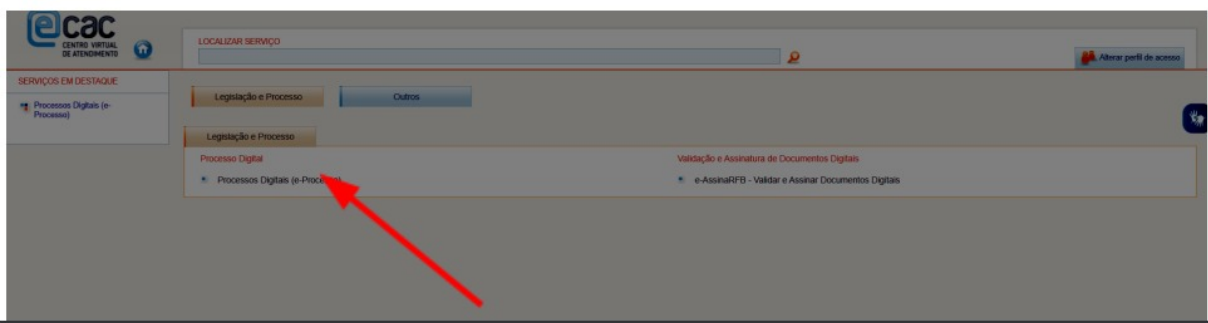 ecac
CENTRO VIRTUAL
DE ATENDIMENTO
LOCALIZAR SERVIÇO
Alterar perfil de acesso
SERVIÇOS EM DESTAQUE
Processos Digitais (e-
Processo)
Legislação e Processo
Outros
Legislação e Processo
Processo Digital
Processos Digitais (e-Processo)
Validação e Assinatura de Documentos Digitais
e-AssinaRFB - Validar e Assinar Documentos Digitais